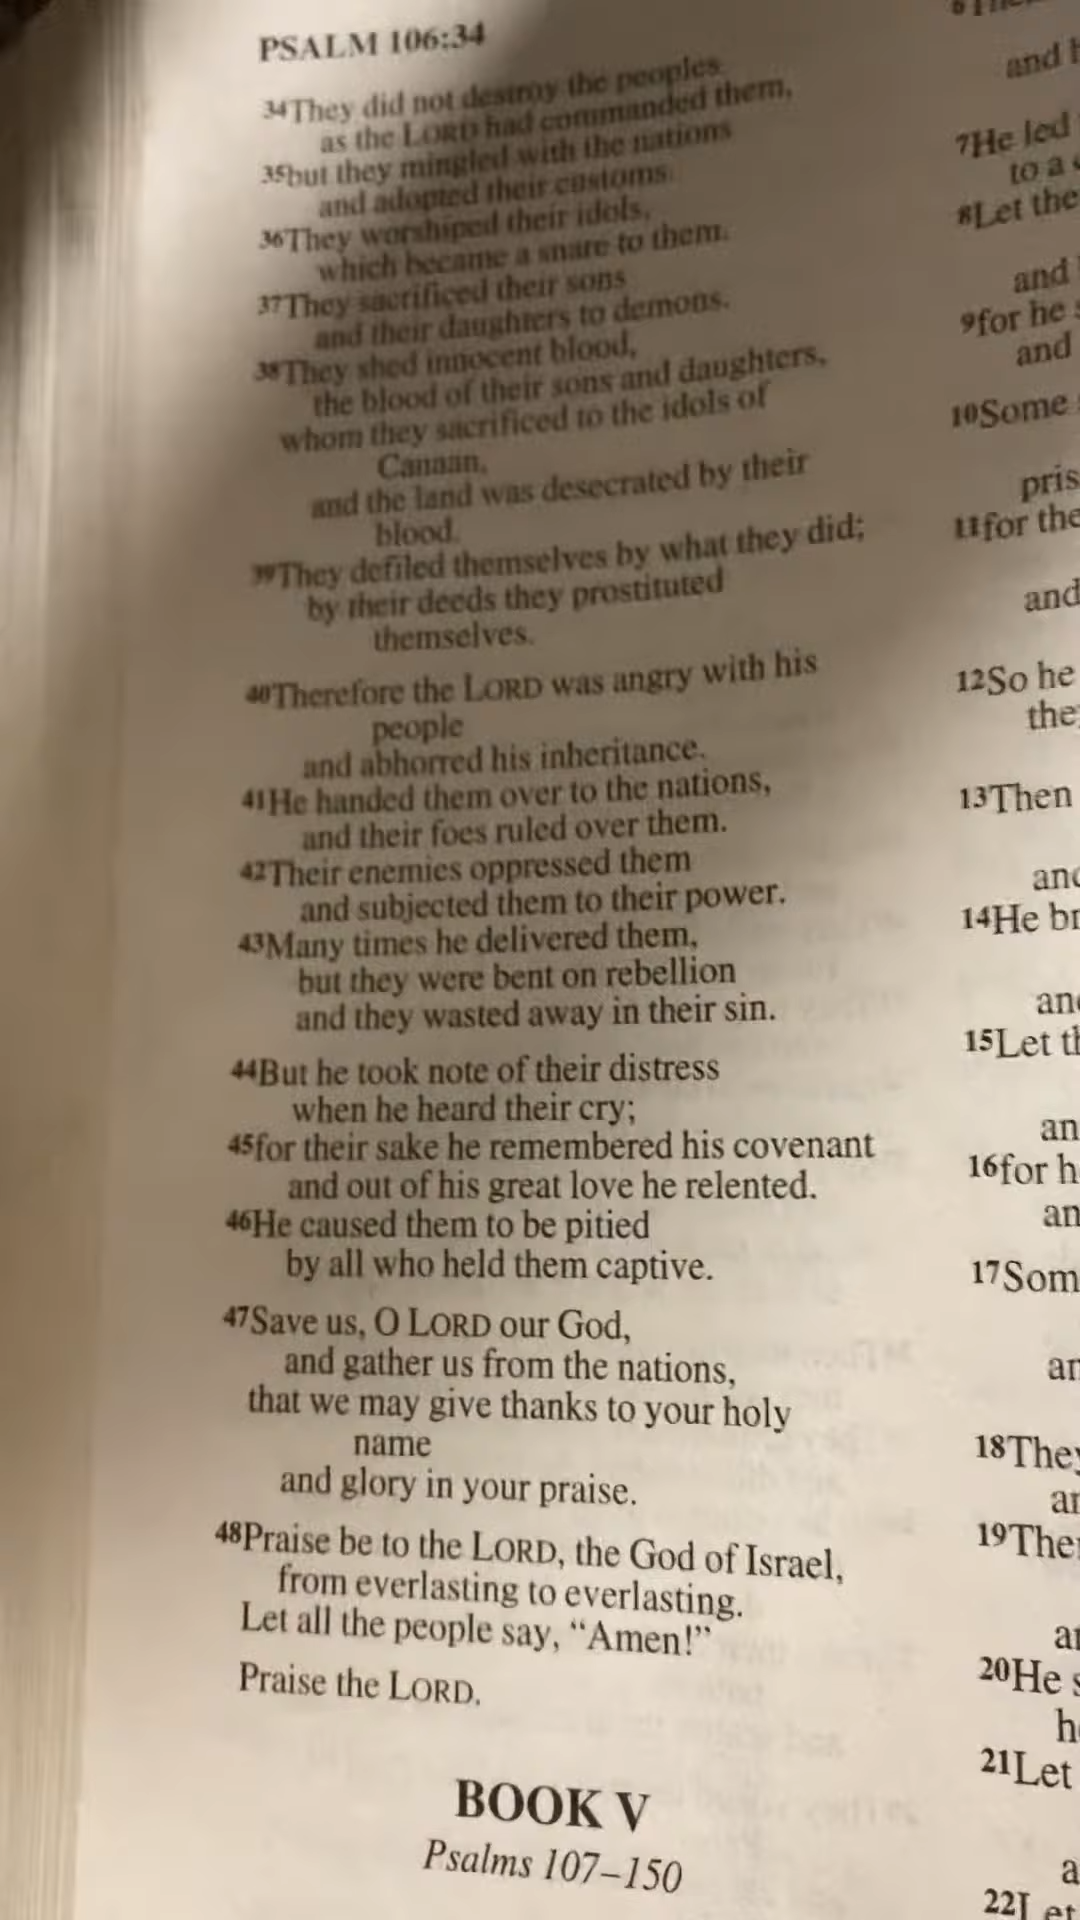 PSALM 106:34
34They did not destroy the peoples
as the LORD had commanded them,
35but they mingled with the nations
and adopted their customs.
36They worshiped their idols,
which became a snare to them.
37They sacrificed their sons
and their daughters to demons.
38They shed innocent blood,
the blood of their sons and daughters,
whom they sacrificed to the idols of
Canaan,
and the land was desecrated by their
blood.
39They defiled themselves by what they did;
by their deeds they prostituted
themselves.
40Therefore the LORD was angry with his
people
and abhorred his inheritance.
41He handed them over to the nations,
and their foes ruled over them.
42Their enemies oppressed them
and subjected them to their power.
43Many times he delivered them,
but they were bent on rebellion
and they wasted away in their sin.
44But he took note of their distress
when he heard their cry;
45for their sake he remembered his covenant
and out of his great love he relented.
46He caused them to be pitied
by all who held them captive.
47Save us, O LORD our God,
and gather us from the nations,
that we may give thanks to your holy
name
and glory in your praise.
48Praise be to the LORD, the God of Israel,
from everlasting to everlasting.
Let all the people say, “Amen!”
Praise the LORD.
BOOK V
Psalms 107–150
and
7He led
to a
8Let the
and
9for he
and
10Some
11for the
and
12So he
13Then
14He
15Let
16for
17
18
19
20He
21Let
22